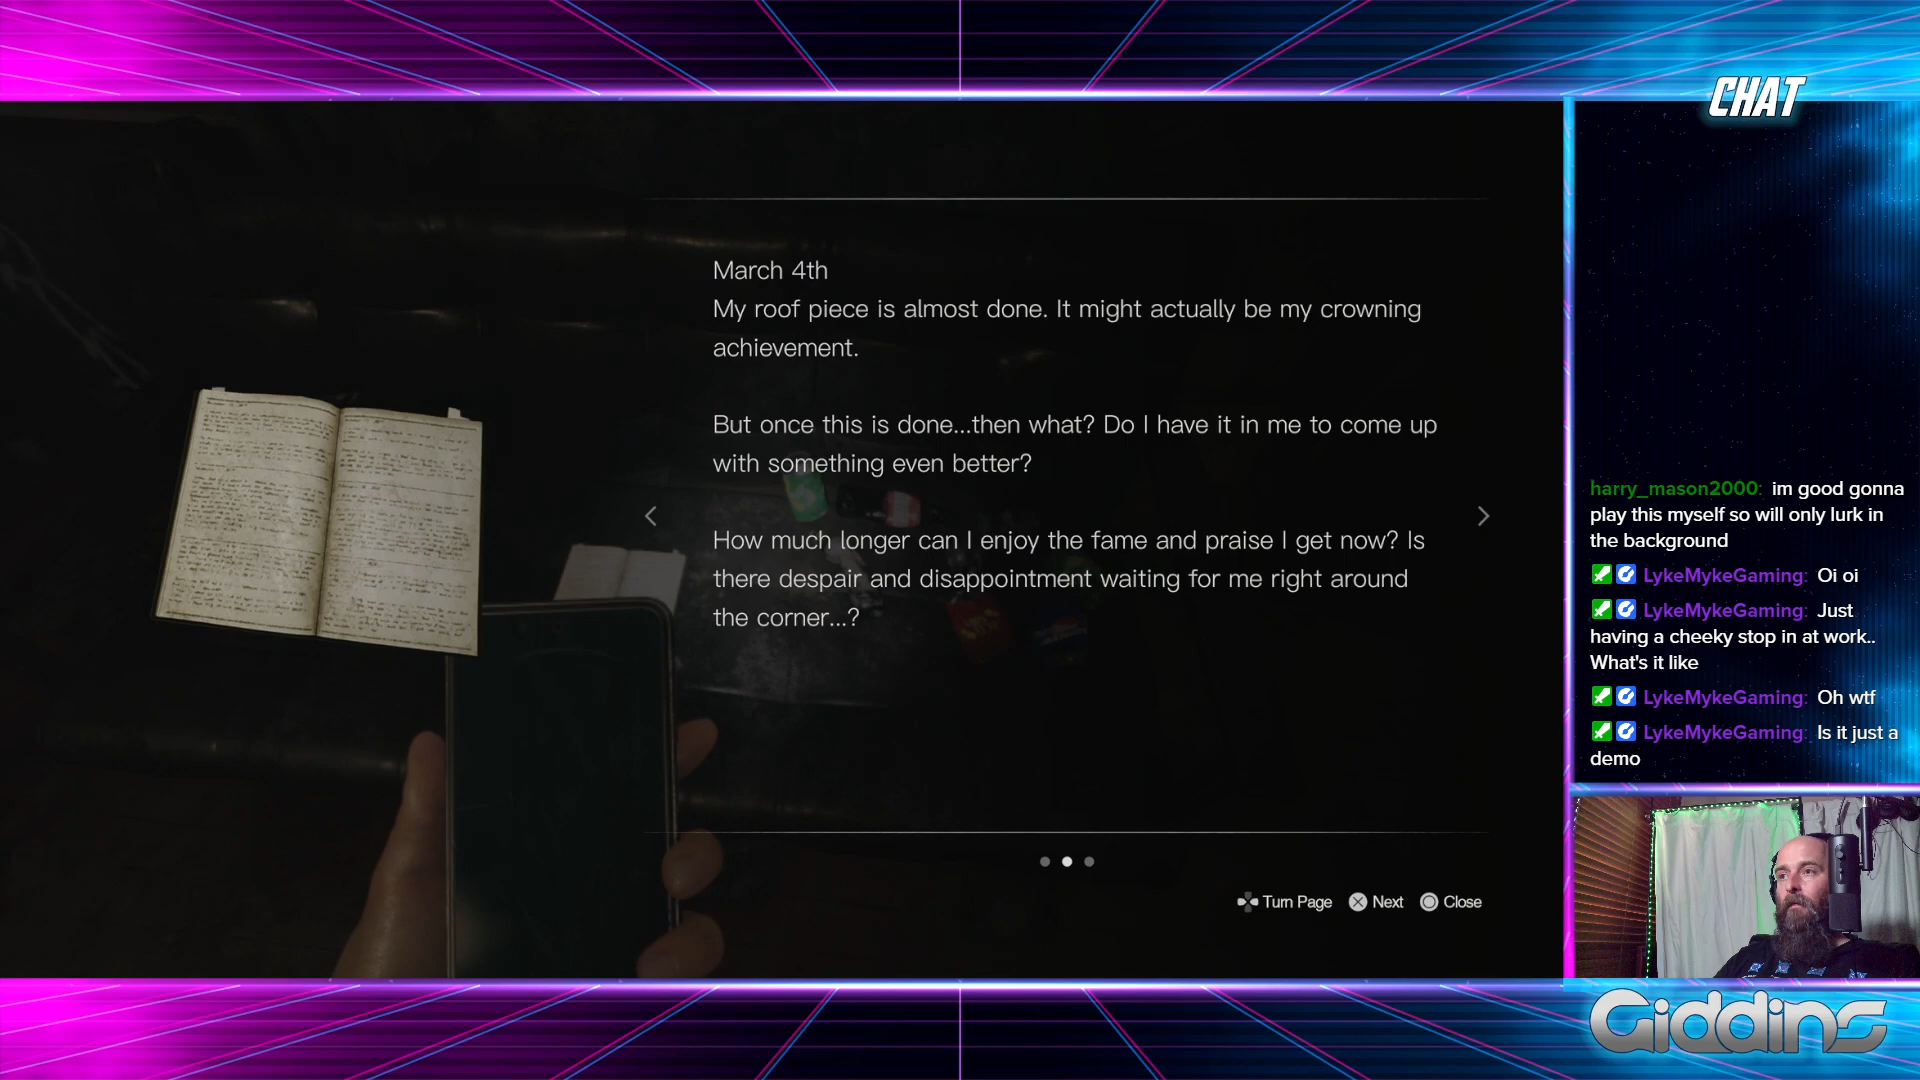 CHAT
March 4th
My roof piece is almost done. It might actually be my crowning
achievement.
But once this is done...then what? Do I have it in me to come up
with something even better?
How much longer can I enjoy the fame and praise I get now? Is
there despair and disappointment waiting for me right around
the corner...?
Turn Page Next Close
harry_mason2000: im good gonna
play this myself so will only lurk in
the background
LykeMykeGaming: Oi oi
LykeMykeGaming: Just
having a cheeky stop in at work..
What's it like
LykeMykeGaming: Oh wtf
LykeMykeGaming: Is it just a
demo
Giddins